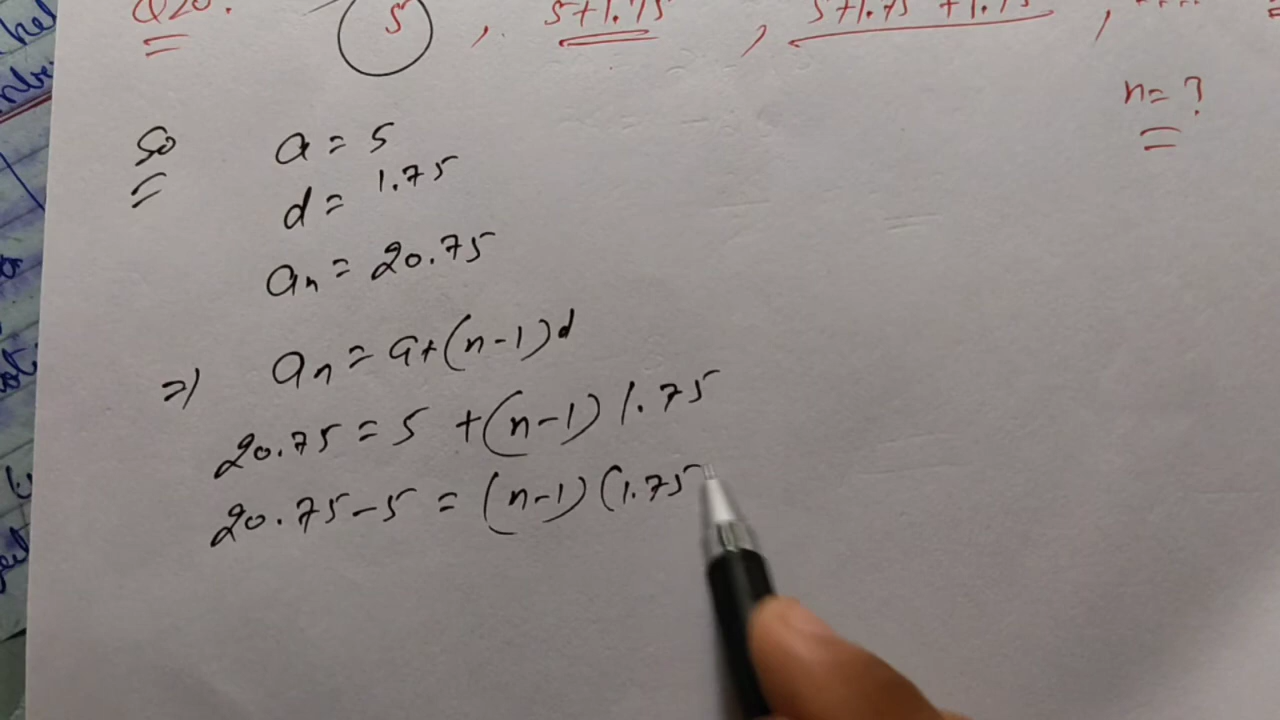 Q20. 5, 5+1.75, 5+1.75+1.75, ....
n=?
So a = 5
d = 1.75
an = 20.75
=) an = a+(n-1)d
20.75 = 5 +(n-1) 1.75
20.75-5 = (n-1) (1.75